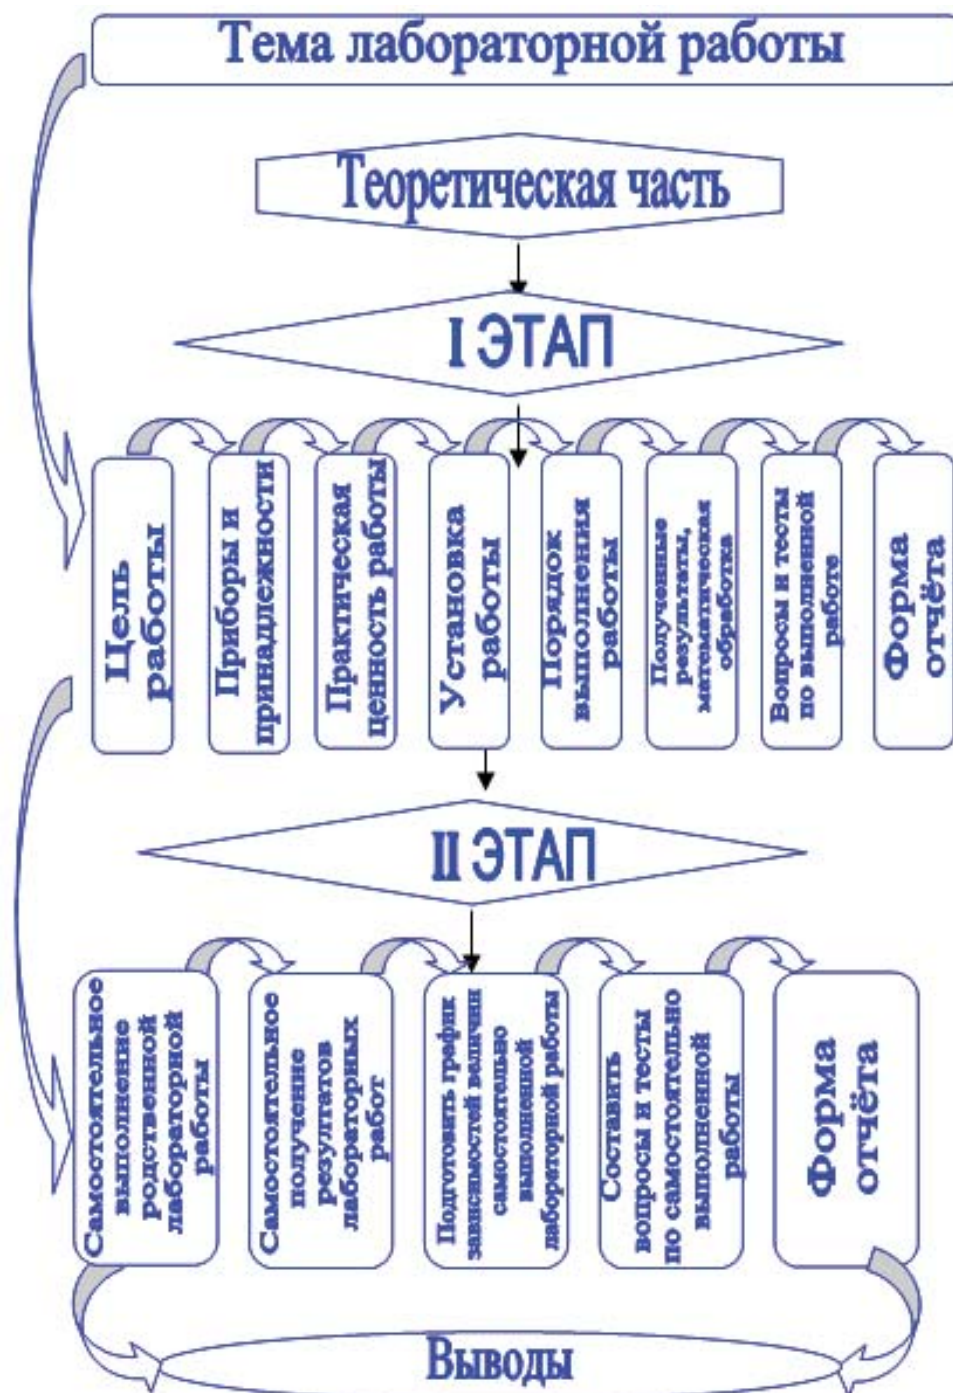 Тема лабораторной работы
Теоретическая часть
I ЭТАП
Цель
работы
Приборы и
принадлежности
Практическая
ценность работы
Установка
работы
Порядок
выполнения
работы
Полученные
результаты,
математическая
обработка
Вопросы и тесты
по выполненной
работе
Форма
отчёта
II ЭТАП
Самостоятельное
выполнение
родственной
лабораторной
работы
Самостоятельное
получение
резултатов
лабораторных
работ
Подготовить график
зависимостей величин
самостоятельно
выполненной
лабораторной работы
Составить
вопросы и тесты
по самостоятельно
выполненной
работы
Форма
отчёта
Выводы